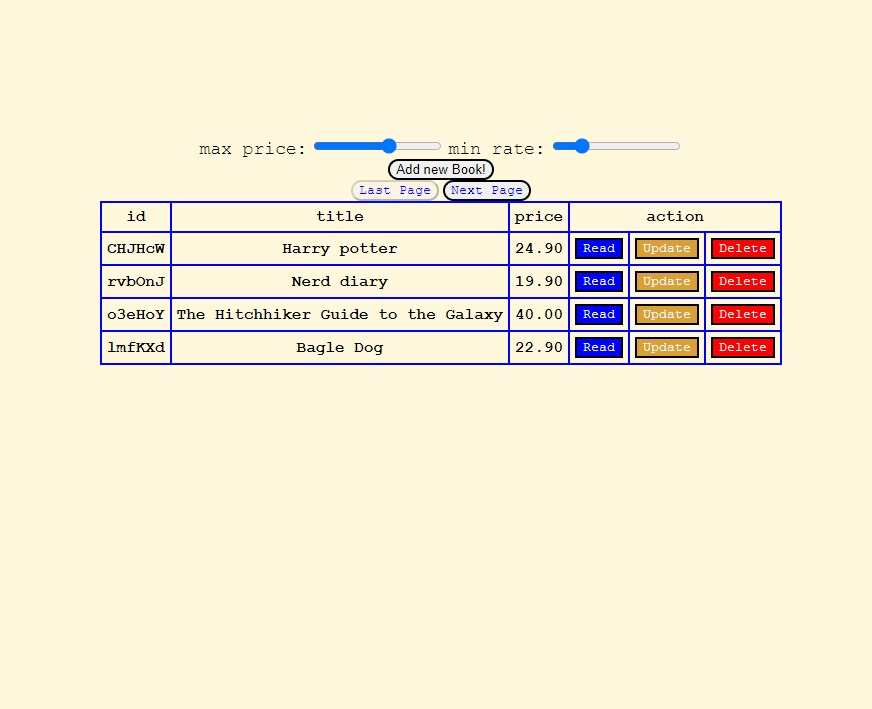 max price: min rate:
Add new Book!
Last Page Next Page
id title price action
CHJHcW Harry potter 24.90 Read Update Delete
rvbOnJ Nerd diary 19.90 Read Update Delete
o3eHoY The Hitchhiker Guide to the Galaxy 40.00 Read Update Delete
lmfKXd Bagle Dog 22.90 Read Update Delete